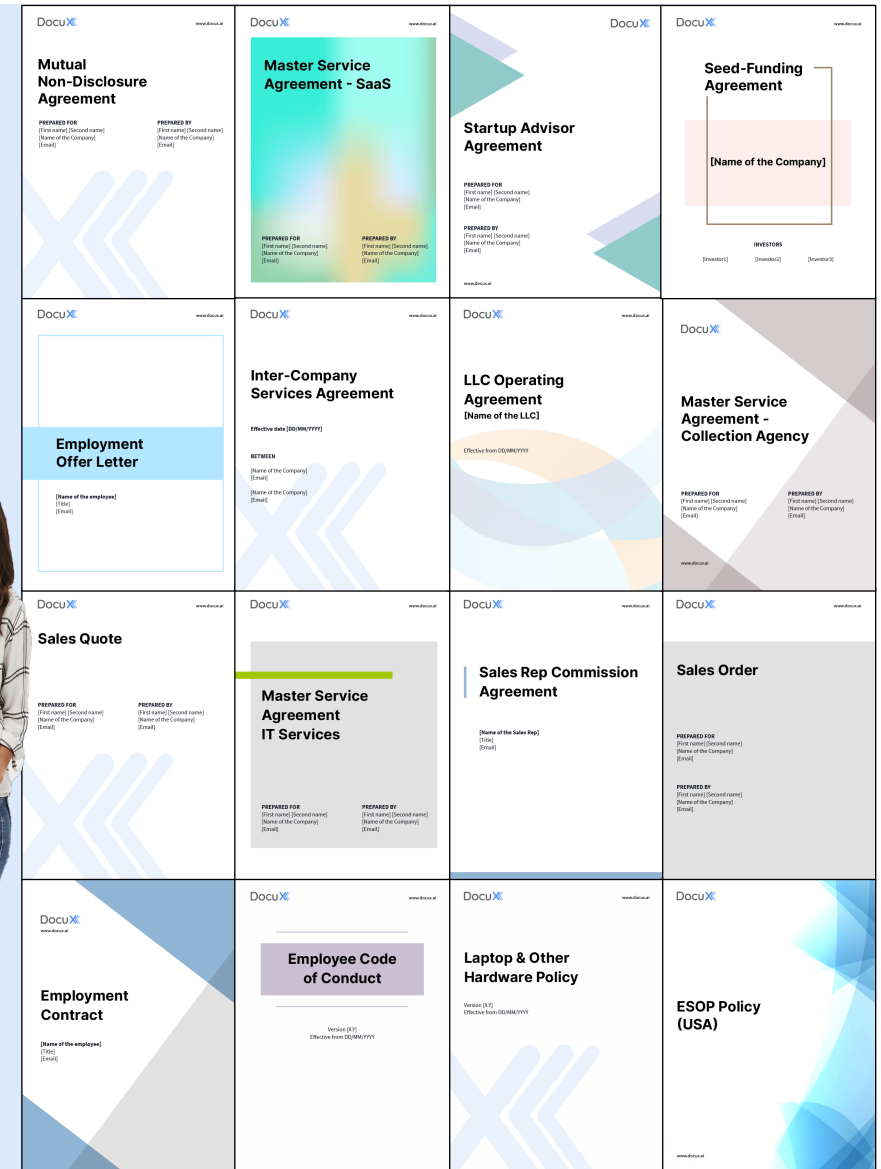 DocuX
www.docux.ai
Mutual
Non-Disclosure
Agreement
PREPARED FOR
[First name] [Second name]
[Name of the Company]
[Email]
PREPARED BY
[First name] [Second name]
[Name of the Company]
[Email]
DocuX
www.docux.ai
Master Service
Agreement - SaaS
PREPARED FOR
[First name] [Second name]
[Name of the Company]
[Email]
PREPARED BY
[First name] [Second name]
[Name of the Company]
[Email]
DocuX
Startup Advisor
Agreement
PREPARED FOR
[First name] [Second name]
[Name of the Company]
[Email]
PREPARED BY
[First name] [Second name]
[Name of the Company]
[Email]
www.docux.ai
DocuX
www.docux.ai
Seed-Funding
Agreement
[Name of the Company]
INVESTORS
[Investor1]
[Investor2]
[Investor3]
DocuX
www.docux.ai
Employment
Offer Letter
[Name of the employee]
[Title]
[Email]
DocuX
www.docux.ai
Inter-Company
Services Agreement
Effective date [DD/MM/YYYY]
BETWEEN
[Name of the Company]
[Email]
[Name of the Company]
[Email]
DocuX
www.docux.ai
LLC Operating
Agreement
[Name of the LLC]
Effective from DD/MM/YYYY
DocuX
Master Service
Agreement -
Collection Agency
PREPARED FOR
[First name] [Second name]
[Name of the Company]
[Email]
PREPARED BY
[First name] [Second name]
[Name of the Company]
[Email]
www.docux.ai
DocuX
www.docux.ai
Sales Quote
PREPARED FOR
[First name] [Second name]
[Name of the Company]
[Email]
PREPARED BY
[First name] [Second name]
[Name of the Company]
[Email]
DocuX
www.docux.ai
Master Service
Agreement
IT Services
PREPARED FOR
[First name] [Second name]
[Name of the Company]
[Email]
PREPARED BY
[First name] [Second name]
[Name of the Company]
[Email]
DocuX
www.docux.ai
Sales Rep Commission
Agreement
[Name of the Sales Rep]
[Title]
[Email]
DocuX
www.docux.ai
Sales Order
PREPARED FOR
[First name] [Second name]
[Name of the Company]
[Email]
PREPARED BY
[First name] [Second name]
[Name of the Company]
[Email]
DocuX
www.docux.ai
Employment
Contract
[Name of the employee]
[Title]
[Email]
DocuX
www.docux.ai
Employee Code
of Conduct
Version [X.Y]
Effective from DD/MM/YYYY
DocuX
www.docux.ai
Laptop & Other
Hardware Policy
Version [X.Y]
Effective from DD/MM/YYYY
DocuX
ESOP Policy
(USA)
www.docux.ai